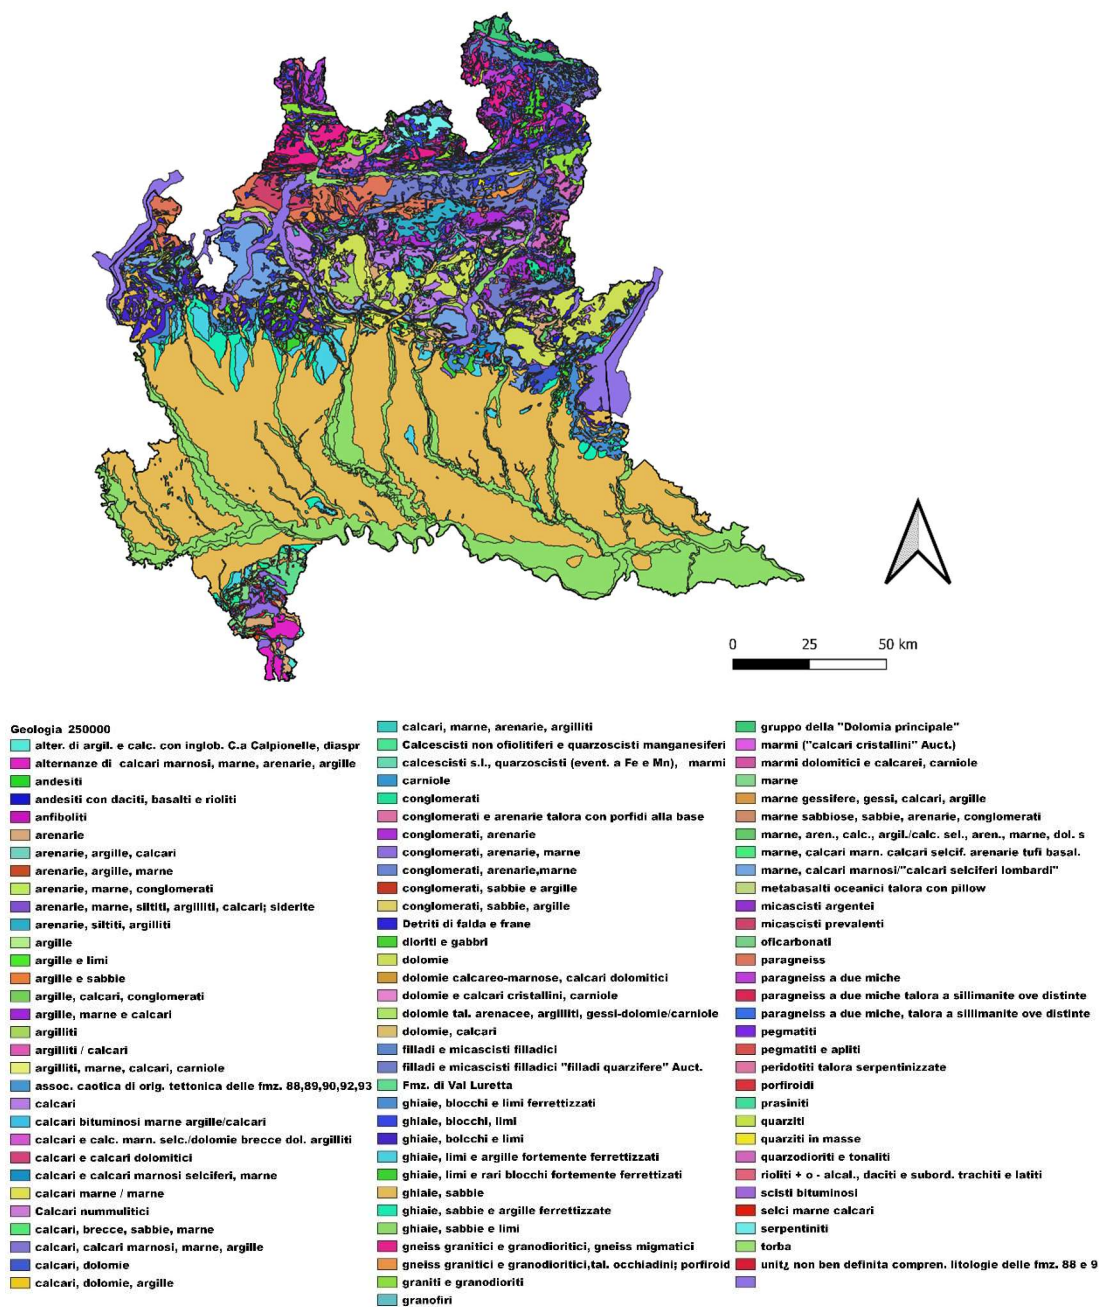 0 25 50 km
Geologia 250000
alter. di argil. e calc. con inglob. C.a Calpionelle, diaspr
alternanze di calcari marnosi, marne, arenarie, argille
andesiti
andesiti con daciti, basalti e rioliti
anfiboliti
arenarie
arenarie, argille, calcari
arenarie, argille, marne
arenarie, marne, conglomerati
arenarie, marne, siltiti, argilliti, calcari; siderite
arenarie, siltiti, argilliti
argille
argille e limi
argille e sabbie
argille, calcari, conglomerati
argille, marne e calcari
argilliti
argilliti / calcari
argilliti, marne, calcari, carniole
assoc. caotica di orig. tettonica delle fmz. 88,89,90,92,93
calcari
calcari bituminosi marne argille/calcari
calcari e calc. marn. selc./dolomie brecce dol. argilliti
calcari e calcari dolomitici
calcari e calcari marnosi selciferi, marne
calcari marne / marne
Calcari nummulitici
calcari, brecce, sabbie, marne
calcari, calcari marnosi, marne, argille
calcari, dolomie
calcari, dolomie, argille
calcari, marne, arenarie, argilliti
Calcescisti non ofiolitiferi e quarzoscisti manganesiferi
calcescisti s.l., quarzoscisti (event. a Fe e Mn), marmi
carniole
conglomerati
conglomerati e arenarie talora con porfidi alla base
conglomerati, arenarie
conglomerati, arenarie, marne
conglomerati, arenarie,marne
conglomerati, sabbie e argille
conglomerati, sabbie, argille
Detriti di falda e frane
dioriti e gabbri
dolomie
dolomie calcareo-marnose, calcari dolomitici
dolomie e calcari cristallini, carniole
dolomie tal. arenacee, argilliti, gessi-dolomie/carniole
dolomie, calcari
filladi e micascisti filladici
filladi e micascisti filladici "filladi quarzifere" Auct.
Fmz. di Val Luretta
ghiaie, blocchi e limi ferrettizzati
ghiaie, blocchi, limi
ghiaie, bolcchi e limi
ghiaie, limi e argille fortemente ferrettizzati
ghiaie, limi e rari blocchi fortemente ferrettizati
ghiaie, sabbie
ghiaie, sabbie e argille ferrettizzate
ghiaie, sabbie e limi
gneiss granitici e granodioritici, gneiss migmatici
gneiss granitici e granodioritici,tal. occhiadini; porfiroid
graniti e granodioriti
granofiri
gruppo della "Dolomia principale"
marmi ("calcari cristallini" Auct.)
marmi dolomitici e calcarei, carniole
marne
marne gessifere, gessi, calcari, argille
marne sabbiose, sabbie, arenarie, conglomerati
marne, aren., calc., argil./calc. sel., aren., marne, dol. s
marne, calcari marn. calcari selcif. arenarie tufi basal.
marne, calcari marnosi/"calcari selciferi lombardi"
metabasalti oceanici talora con pillow
micascisti argentei
micascisti prevalenti
oficarbonati
paragneiss
paragneiss a due miche
paragneiss a due miche talora a sillimanite ove distinte
paragneiss a due miche, talora a sillimanite ove distinte
pegmatiti
pegmatiti e apliti
peridotiti talora serpentinizzate
porfiroidi
prasiniti
quarziti
quarziti in masse
quarzodioriti e tonaliti
rioliti + o - alcal., daciti e subord. trachiti e latiti
scisti bituminosi
selci marne calcari
serpentiniti
torba
unit¿ non ben definita compren. litologie delle fmz. 88 e 9